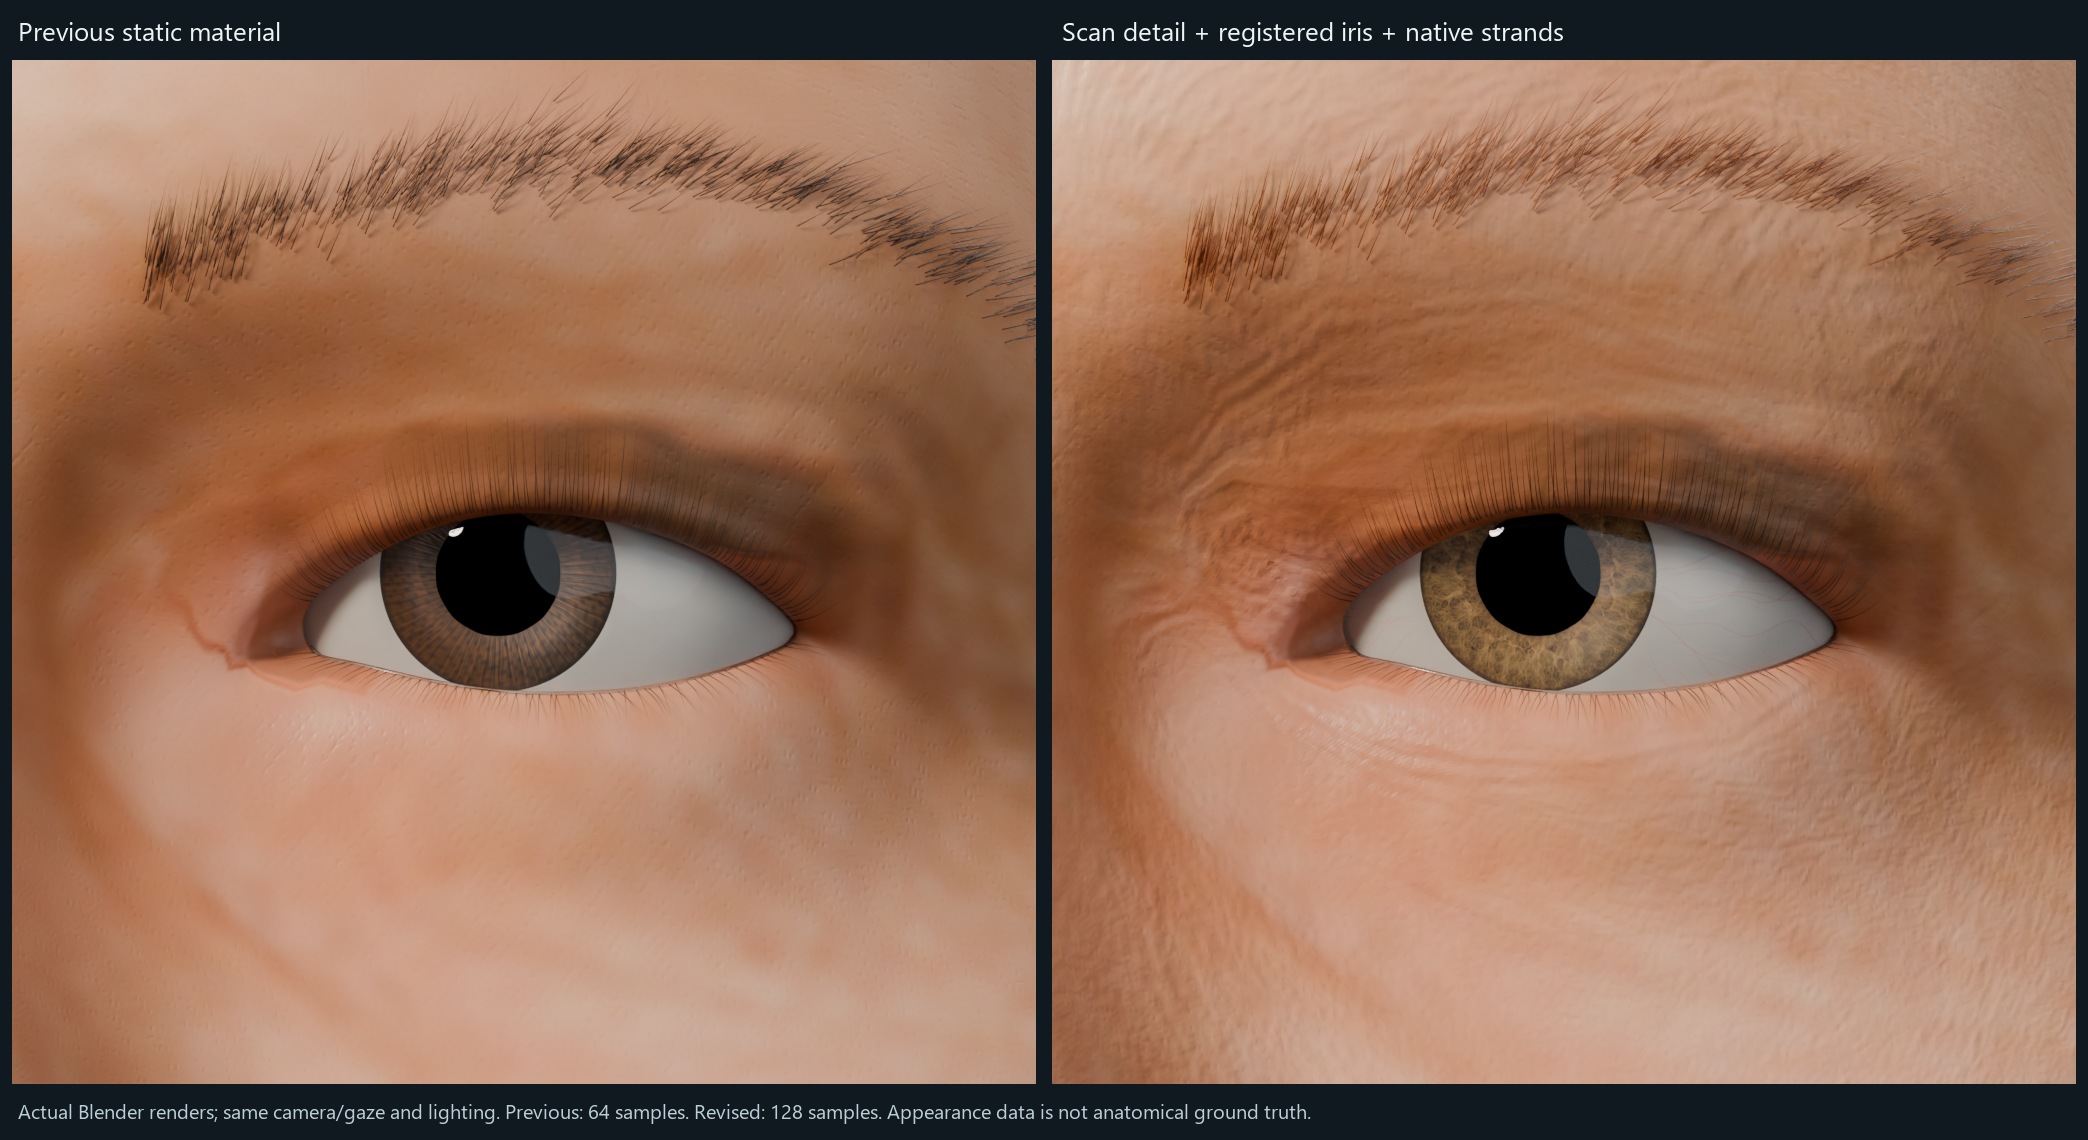 Previous static material
Scan detail + registered iris + native strands
Actual Blender renders; same camera/gaze and lighting. Previous: 64 samples. Revised: 128 samples. Appearance data is not anatomical ground truth.